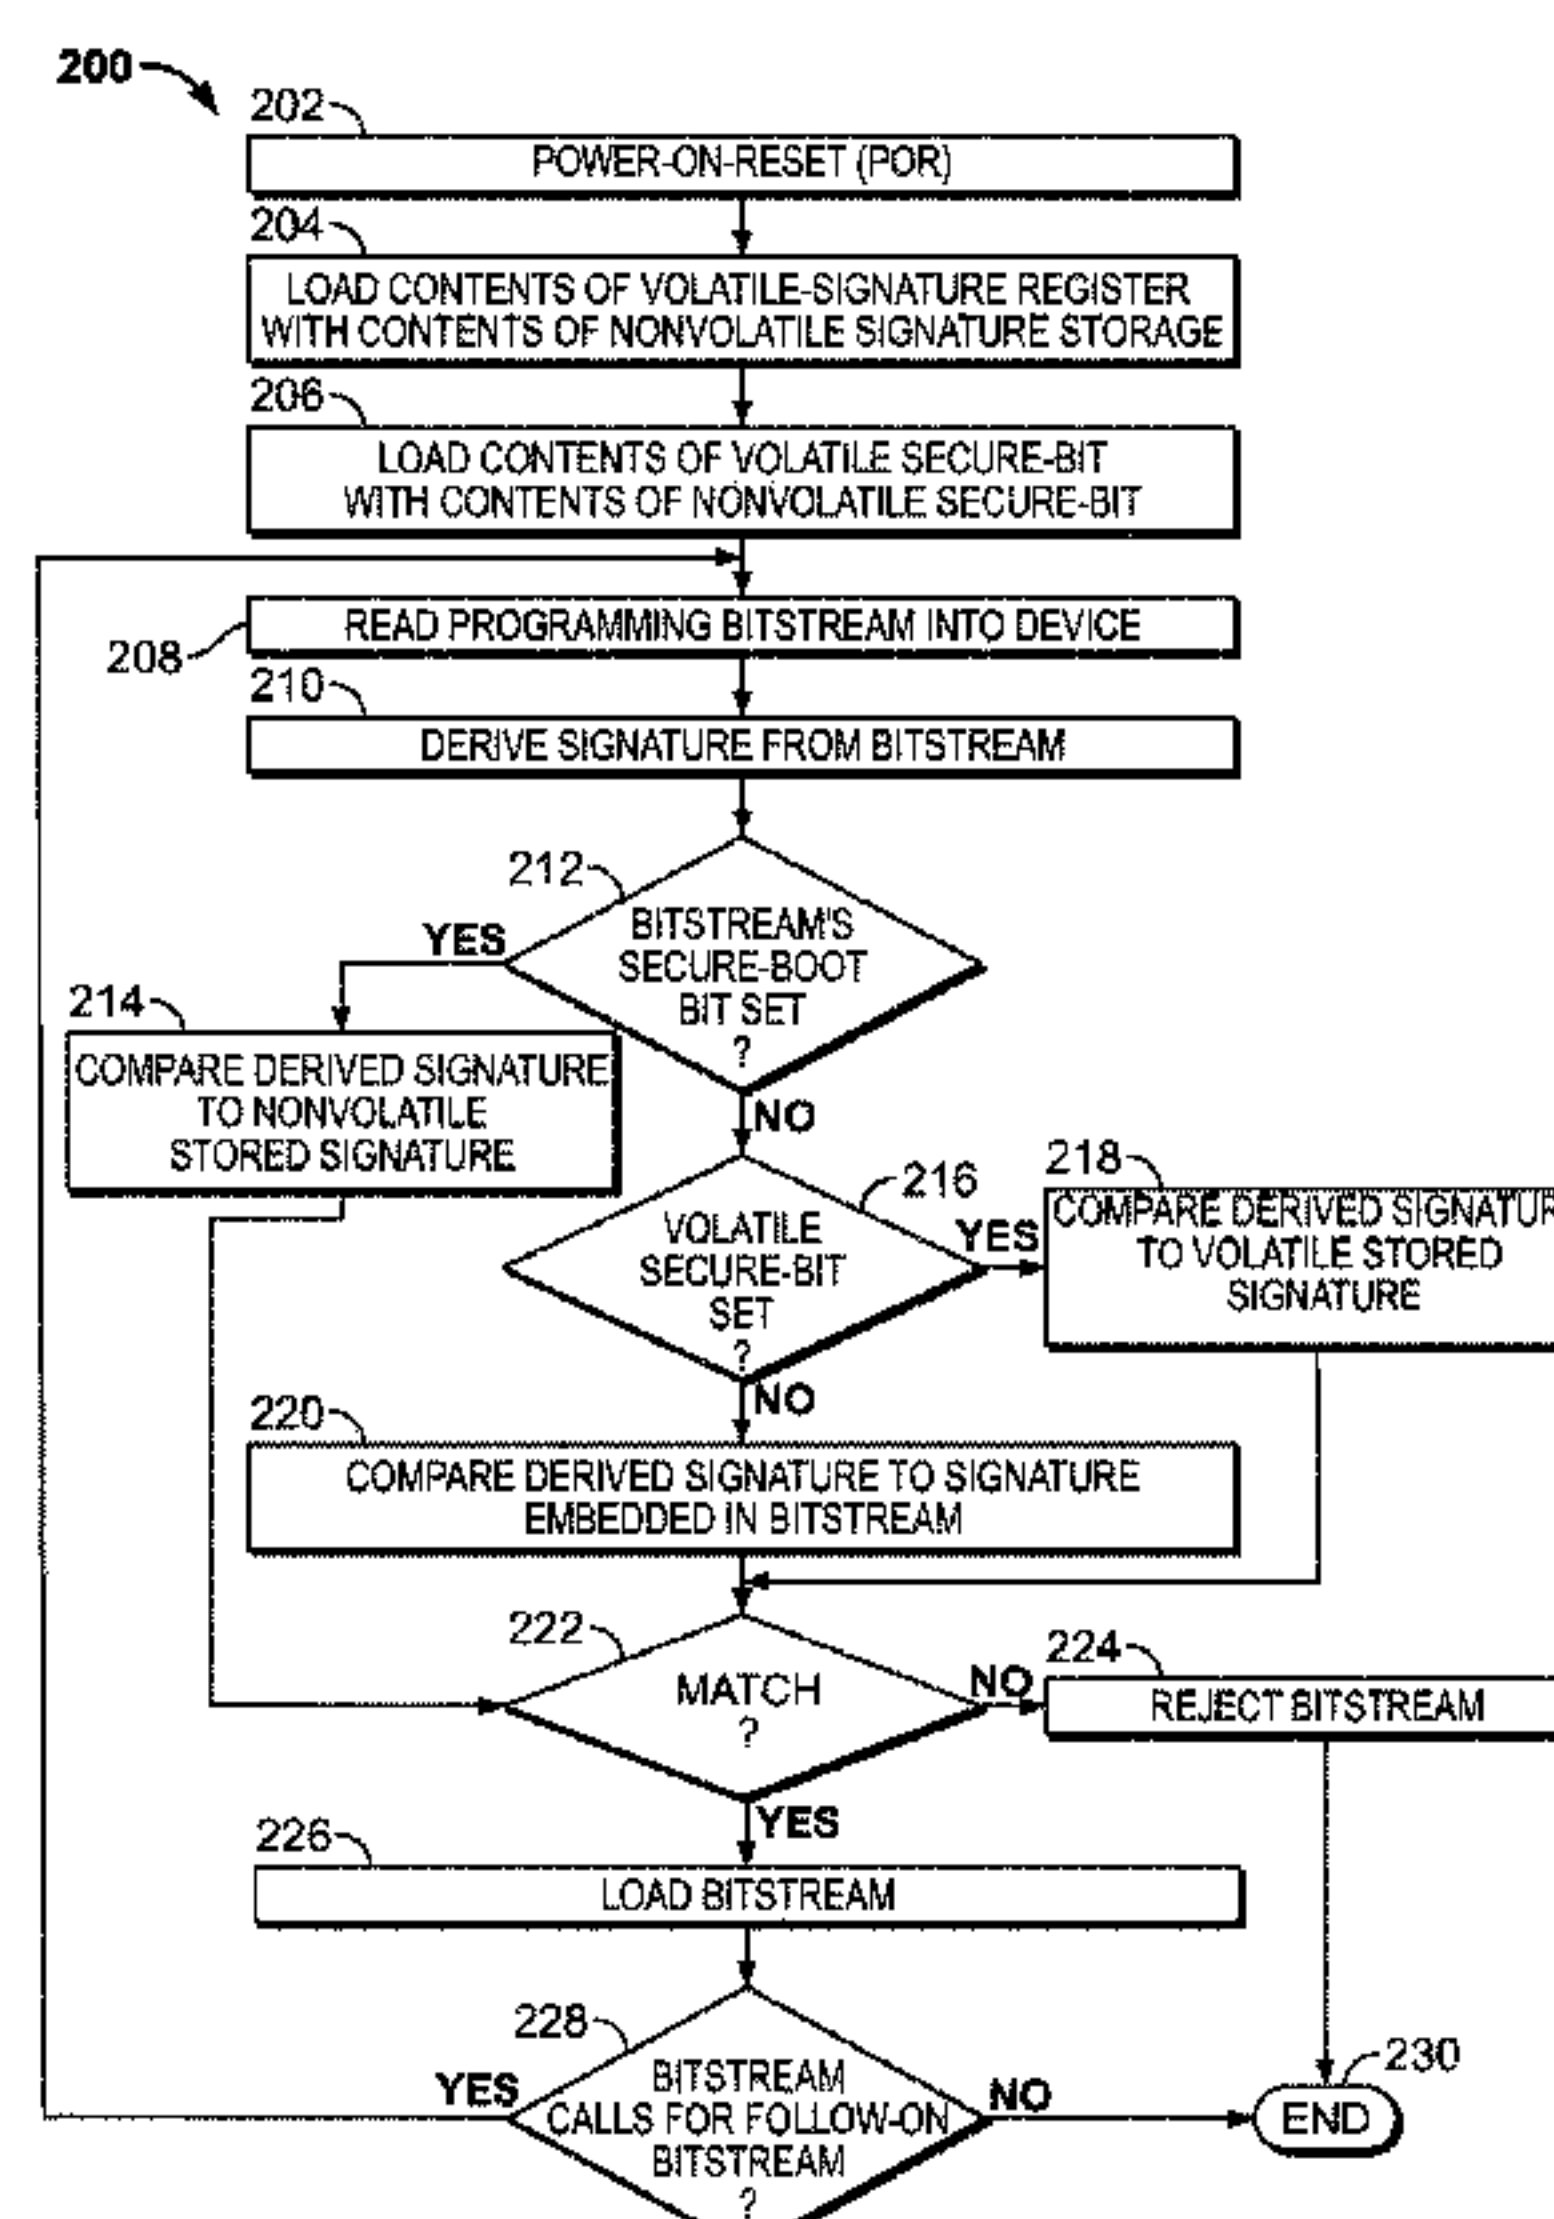 200
202
POWER-ON-RESET (POR)
204
LOAD CONTENTS OF VOLATILE-SIGNATURE REGISTER
WITH CONTENTS OF NONVOLATILE SIGNATURE STORAGE
206
LOAD CONTENTS OF VOLATILE SECURE-BIT
WITH CONTENTS OF NONVOLATILE SECURE-BIT
208
READ PROGRAMMING BITSTREAM INTO DEVICE
210
DERIVE SIGNATURE FROM BITSTREAM
212
BITSTREAM'S
SECURE-BOOT
BIT SET
?
YES
NO
214
COMPARE DERIVED SIGNATURE
TO NONVOLATILE
STORED SIGNATURE
216
VOLATILE
SECURE-BIT
SET
?
YES
NO
218
COMPARE DERIVED SIGNATUR
TO VOLATILE STORED
SIGNATURE
220
COMPARE DERIVED SIGNATURE TO SIGNATURE
EMBEDDED IN BITSTREAM
222
MATCH
?
NO
YES
224
REJECT BITSTREAM
226
LOAD BITSTREAM
228
BITSTREAM
CALLS FOR FOLLOW-ON
BITSTREAM
?
YES
NO
230
END